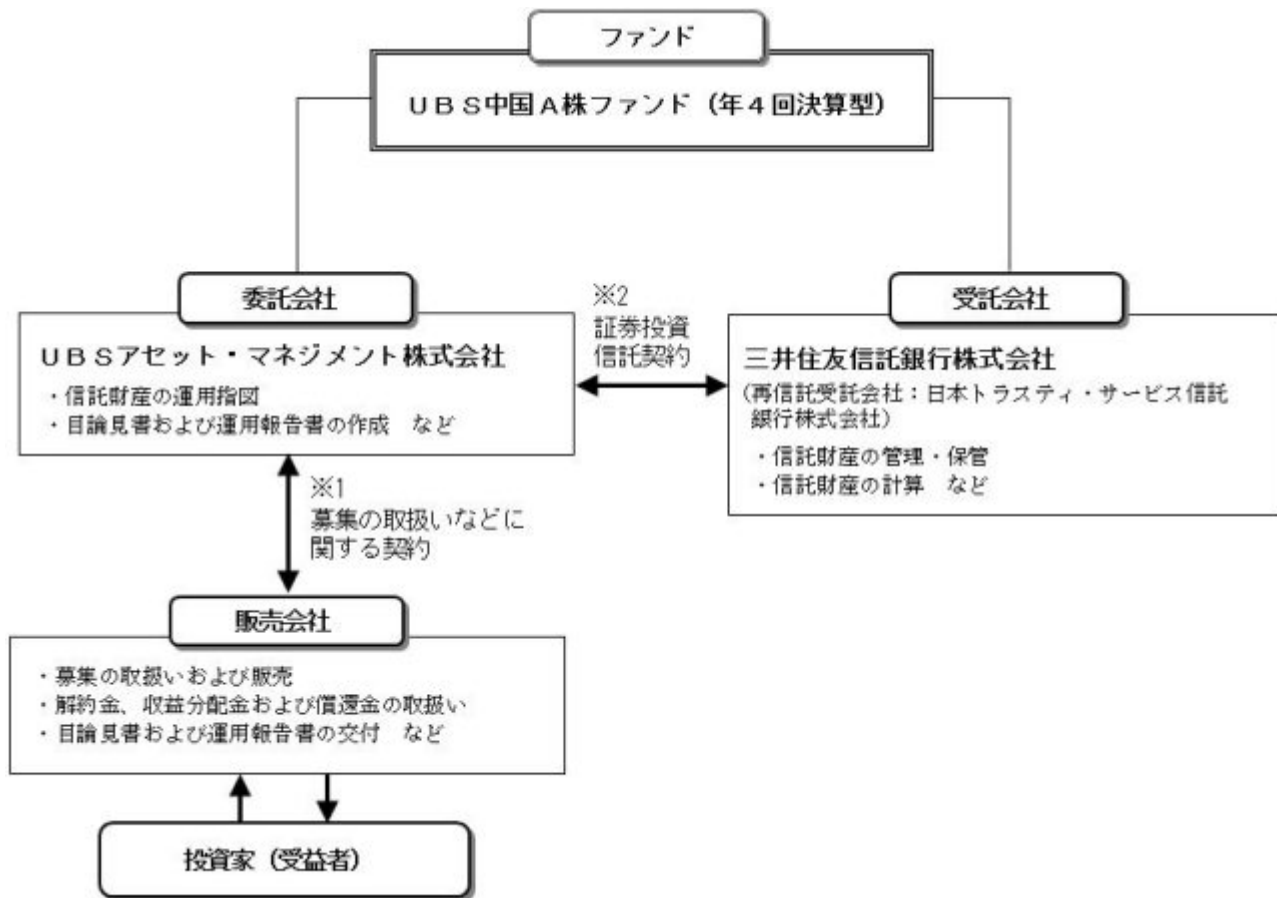 ファンド
UBS中国A株ファンド（年4回決算型）
委託会社
UBSアセット・マネジメント株式会社
・信託財産の運用指図
・目論見書および運用報告書の作成　など
※2
証券投資
信託契約
受託会社
三井住友信託銀行株式会社
（再信託受託会社：日本トラスティ・サービス信託
銀行株式会社）
・信託財産の管理・保管
・信託財産の計算　など
※1
募集の取扱いなどに
関する契約
販売会社
・募集の取扱いおよび販売
・解約金、収益分配金および償還金の取扱い
・目論見書および運用報告書の交付　など
投資家（受益者）